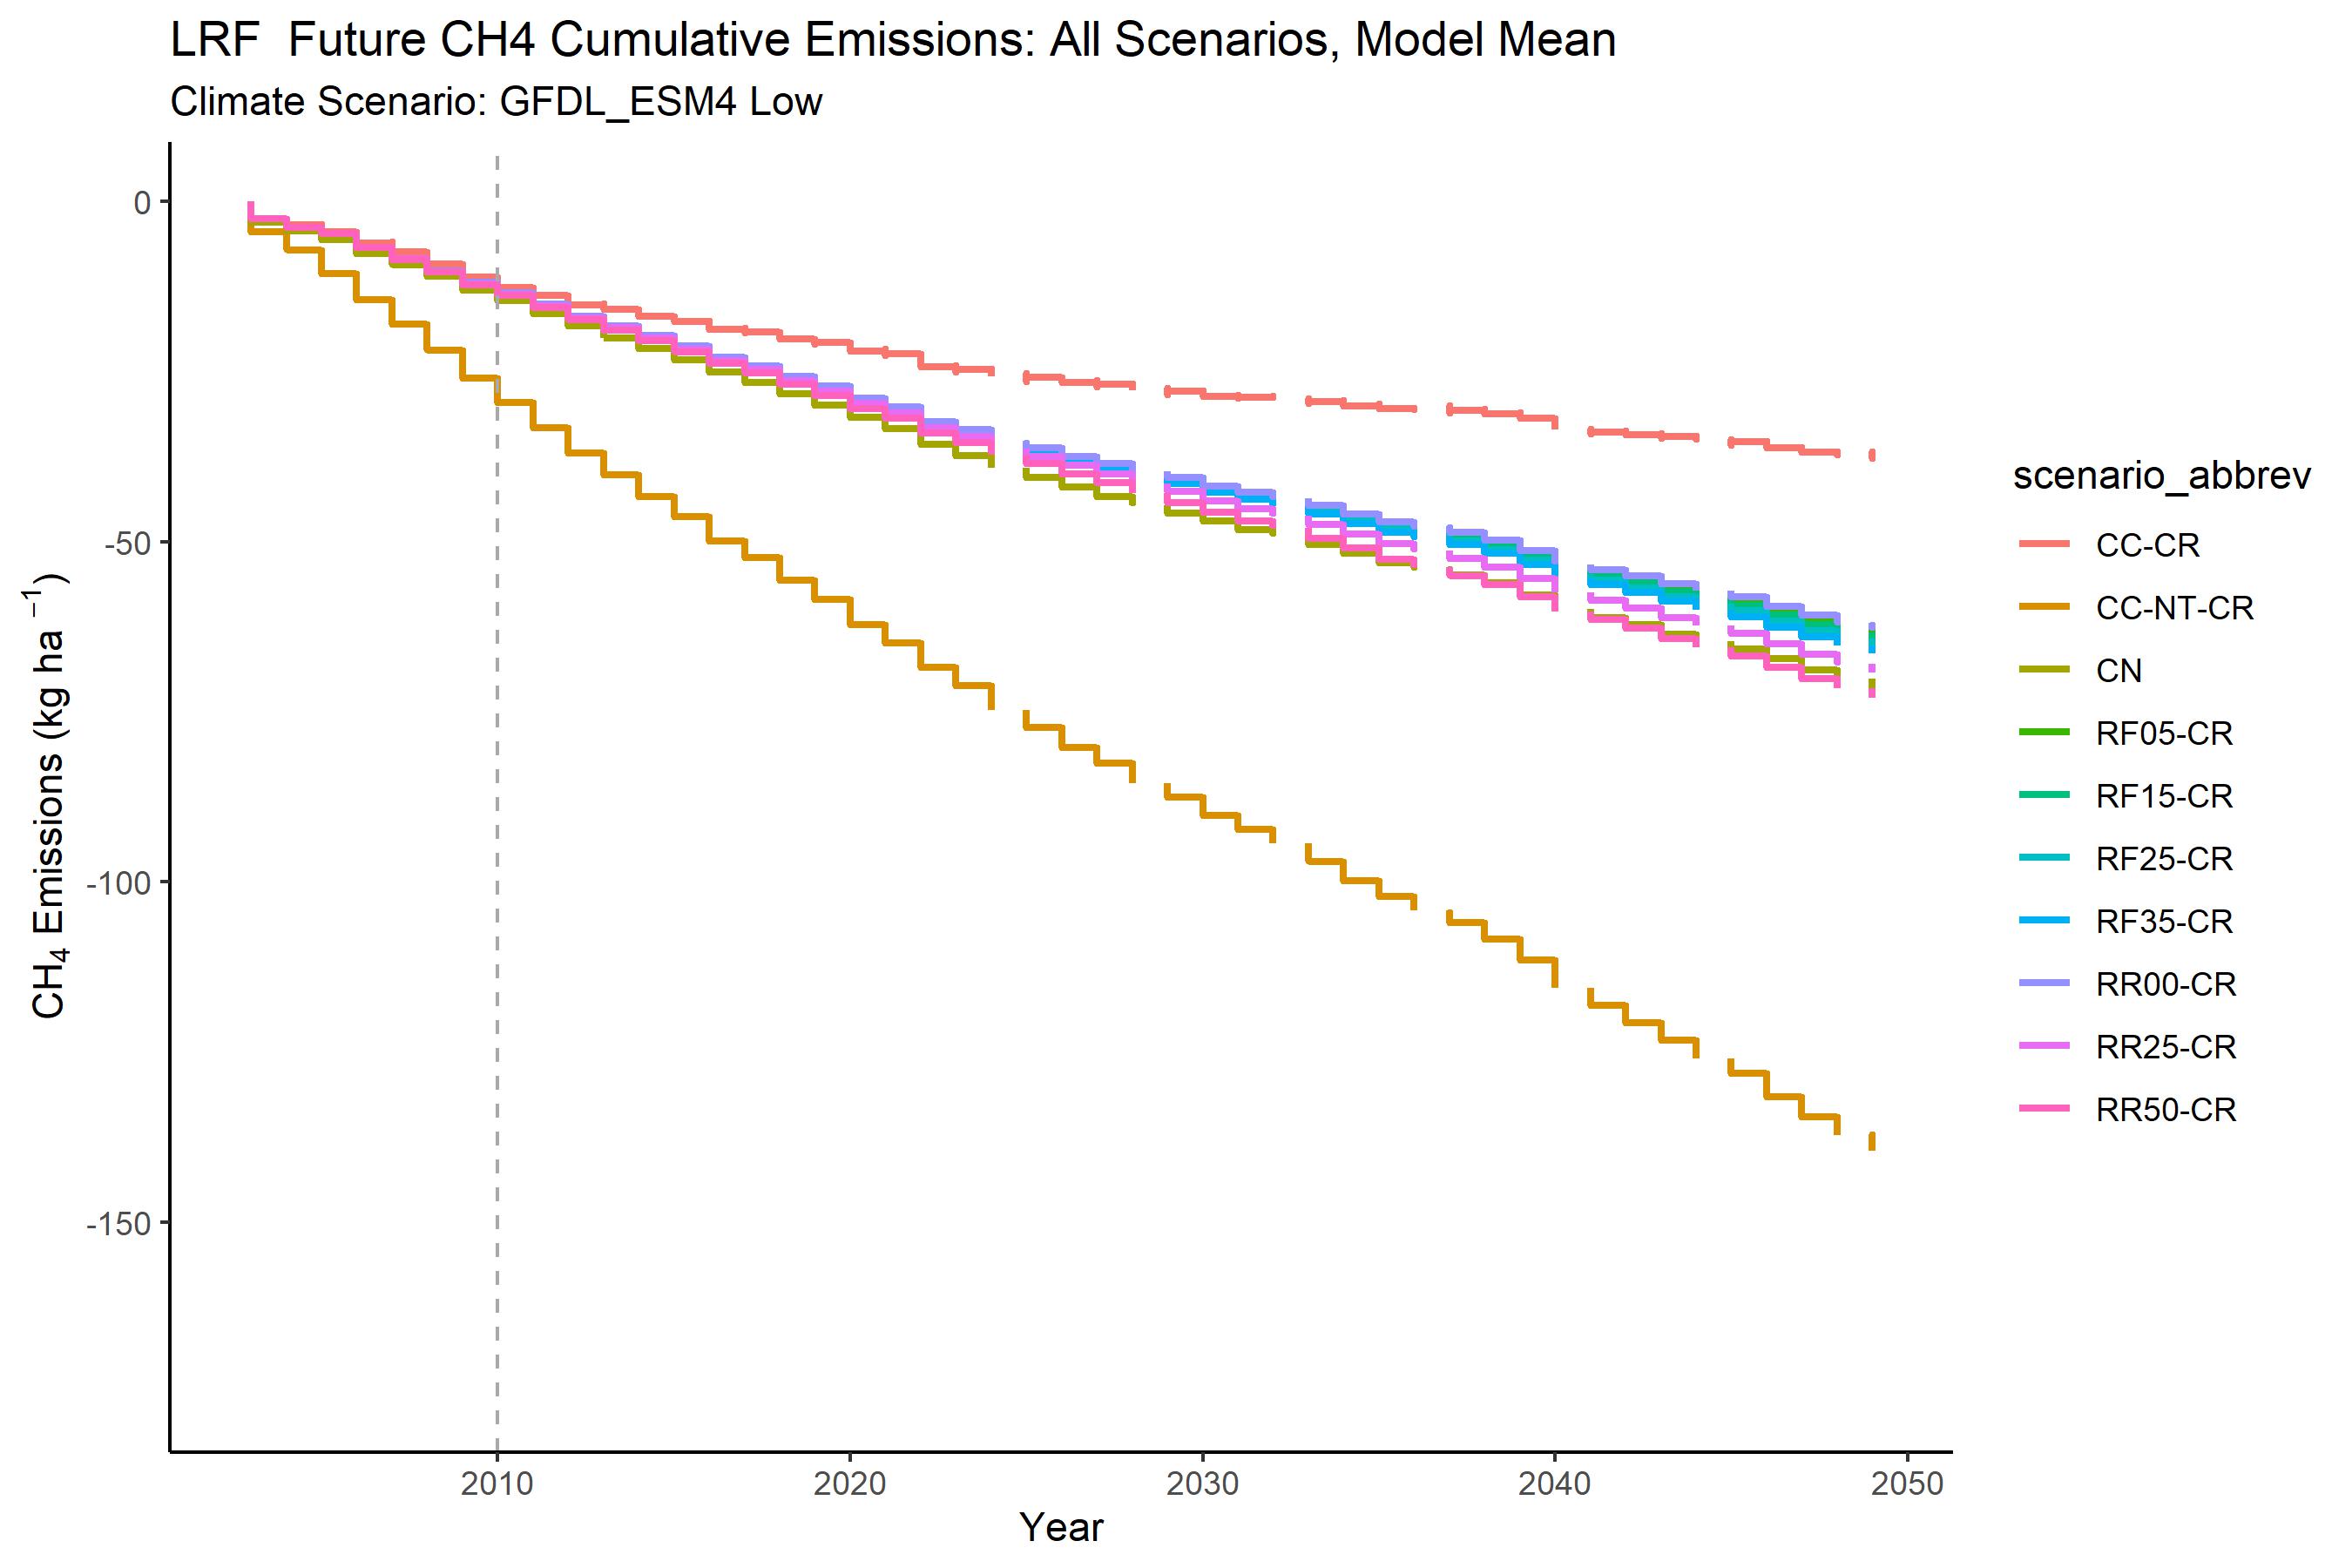 LRF  Future CH4 Cumulative Emissions: All Scenarios, Model Mean
Climate Scenario: GFDL_ESM4 Low
CH₄ Emissions (kg ha ⁻¹)
0
-50
-100
-150
2010
2020
2030
2040
2050
Year
scenario_abbrev
CC-CR
CC-NT-CR
CN
RF05-CR
RF15-CR
RF25-CR
RF35-CR
RR00-CR
RR25-CR
RR50-CR